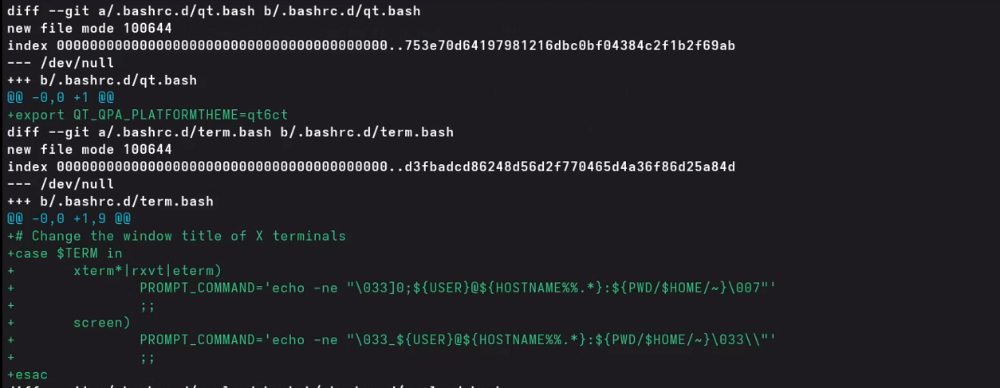 diff --git a/.bashrc.d/qt.bash b/.bashrc.d/qt.bash
new file mode 100644
index 0000000000000000000000000000000000000000..753e70d64197981216dbc0bf04384c2f1b2f69ab
--- /dev/null
+++ b/.bashrc.d/qt.bash
@@ -0,0 +1 @@
+export QT_QPA_PLATFORMTHEME=qt6ct
diff --git a/.bashrc.d/term.bash b/.bashrc.d/term.bash
new file mode 100644
index 0000000000000000000000000000000000000000..d3fbadcd86248d56d2f770465d4a36f86d25a84d
--- /dev/null
+++ b/.bashrc.d/term.bash
@@ -0,0 +1,9 @@
+# Change the window title of X terminals
+case $TERM in
+       xterm*|rxvt|eterm)
+               PROMPT_COMMAND='echo -ne "\033]0;${USER}@${HOSTNAME%%.*}:${PWD/$HOME/~}\007"'
+               ;;
+       screen)
+               PROMPT_COMMAND='echo -ne "\033_${USER}@${HOSTNAME%%.*}:${PWD/$HOME/~}\033\\"'
+               ;;
+esac